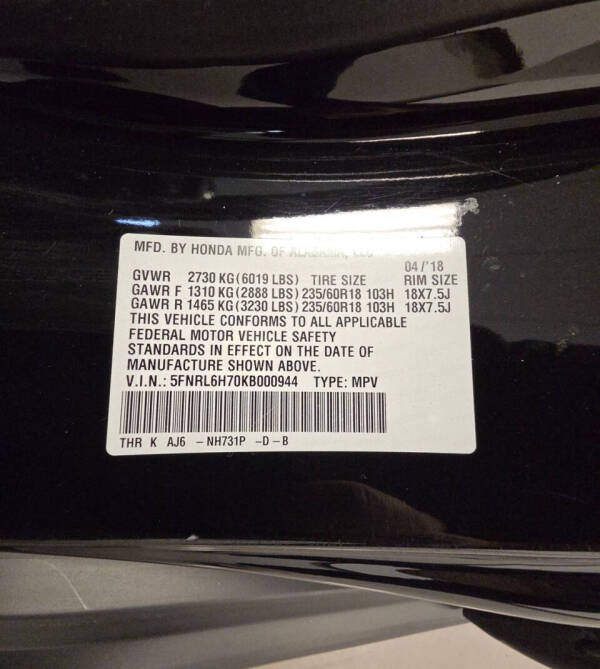 MFD. BY HONDA MFG. OF ALABAMA, LLC
04/'18
GVWR 2730 KG(6019 LBS) TIRE SIZE RIM SIZE
GAWR F 1310 KG(2888 LBS) 235/60R18 103H 18X7.5J
GAWR R 1465 KG(3230 LBS) 235/60R18 103H 18X7.5J
THIS VEHICLE CONFORMS TO ALL APPLICABLE
FEDERAL MOTOR VEHICLE SAFETY
STANDARDS IN EFFECT ON THE DATE OF
MANUFACTURE SHOWN ABOVE.
V.I.N.: 5FNRL6H70KB000944 TYPE: MPV
THR K AJ6 -NH731P -D-B